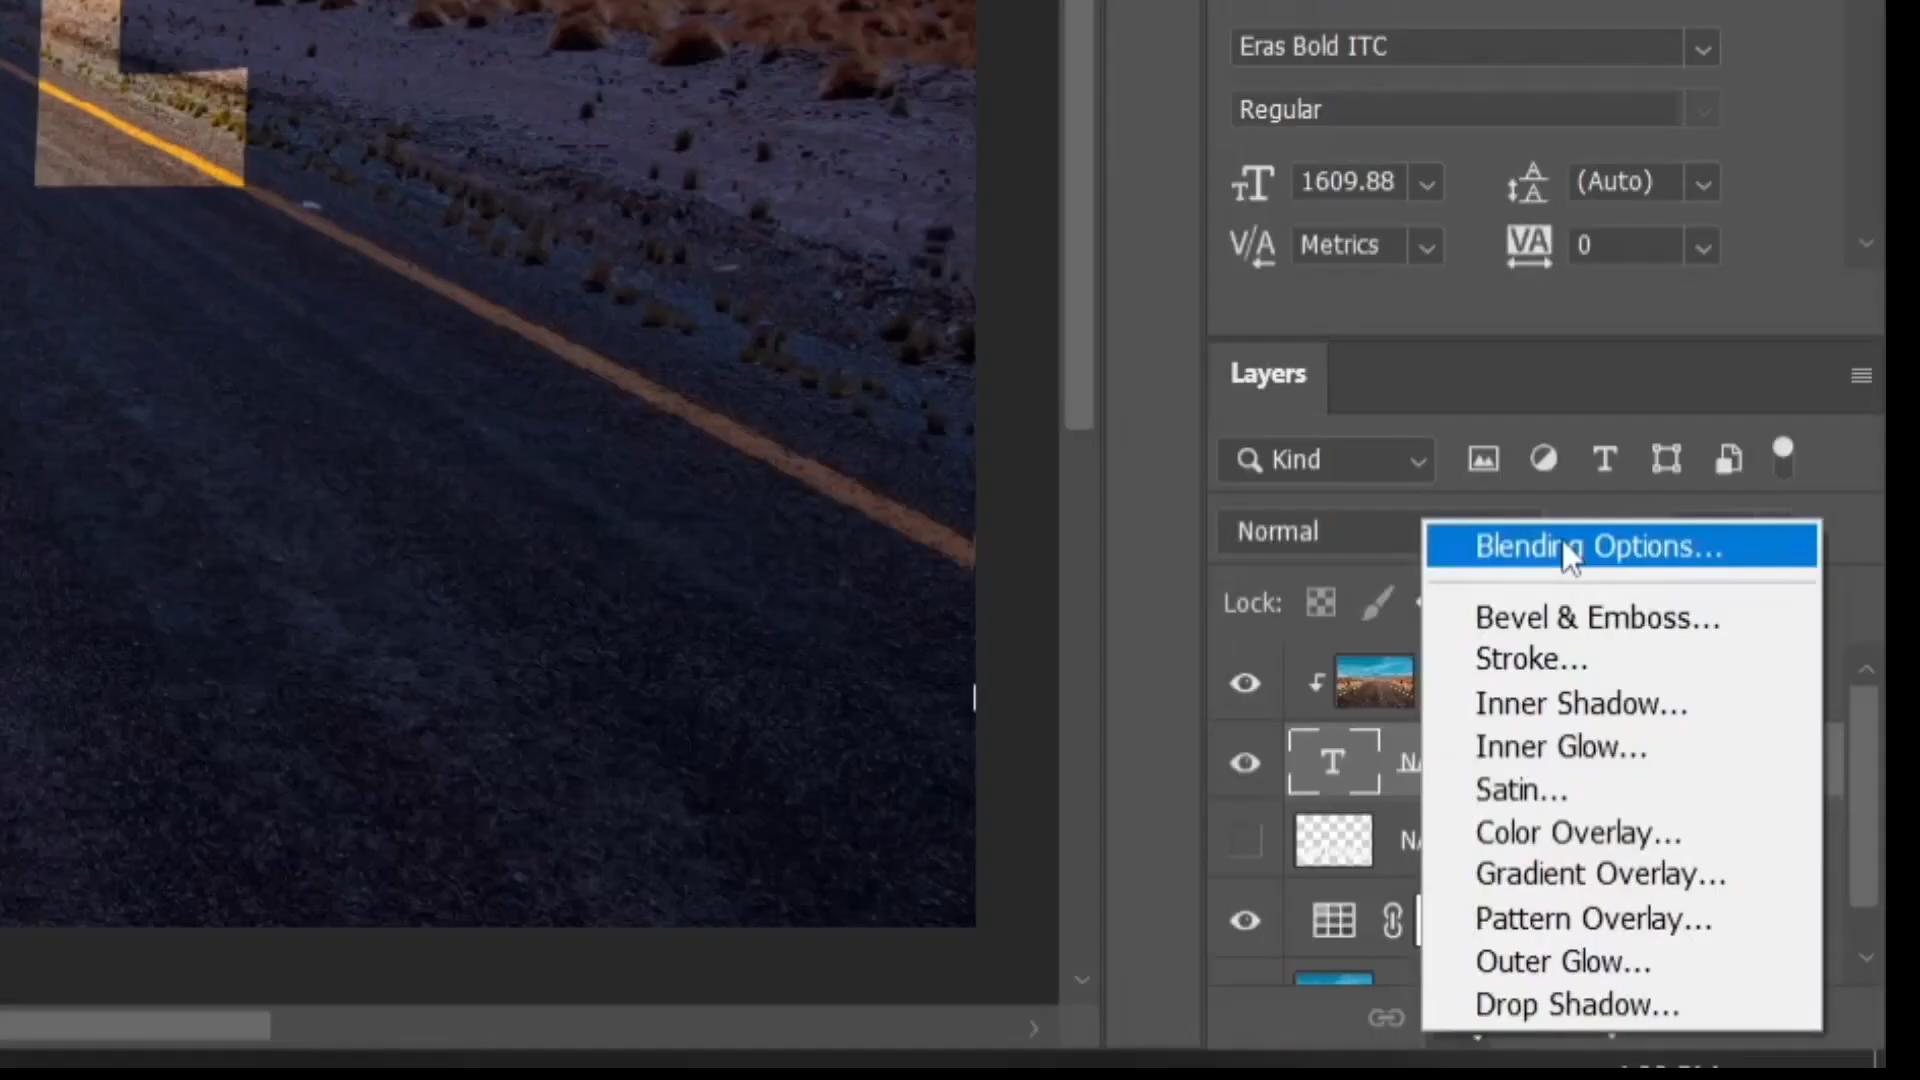 Eras Bold ITC
Regular
1609.88
(Auto)
Metrics
0
Layers
Kind
Normal
Lock:
Blending Options...
Bevel & Emboss...
Stroke...
Inner Shadow...
Inner Glow...
Satin...
Color Overlay...
Gradient Overlay...
Pattern Overlay...
Outer Glow...
Drop Shadow...